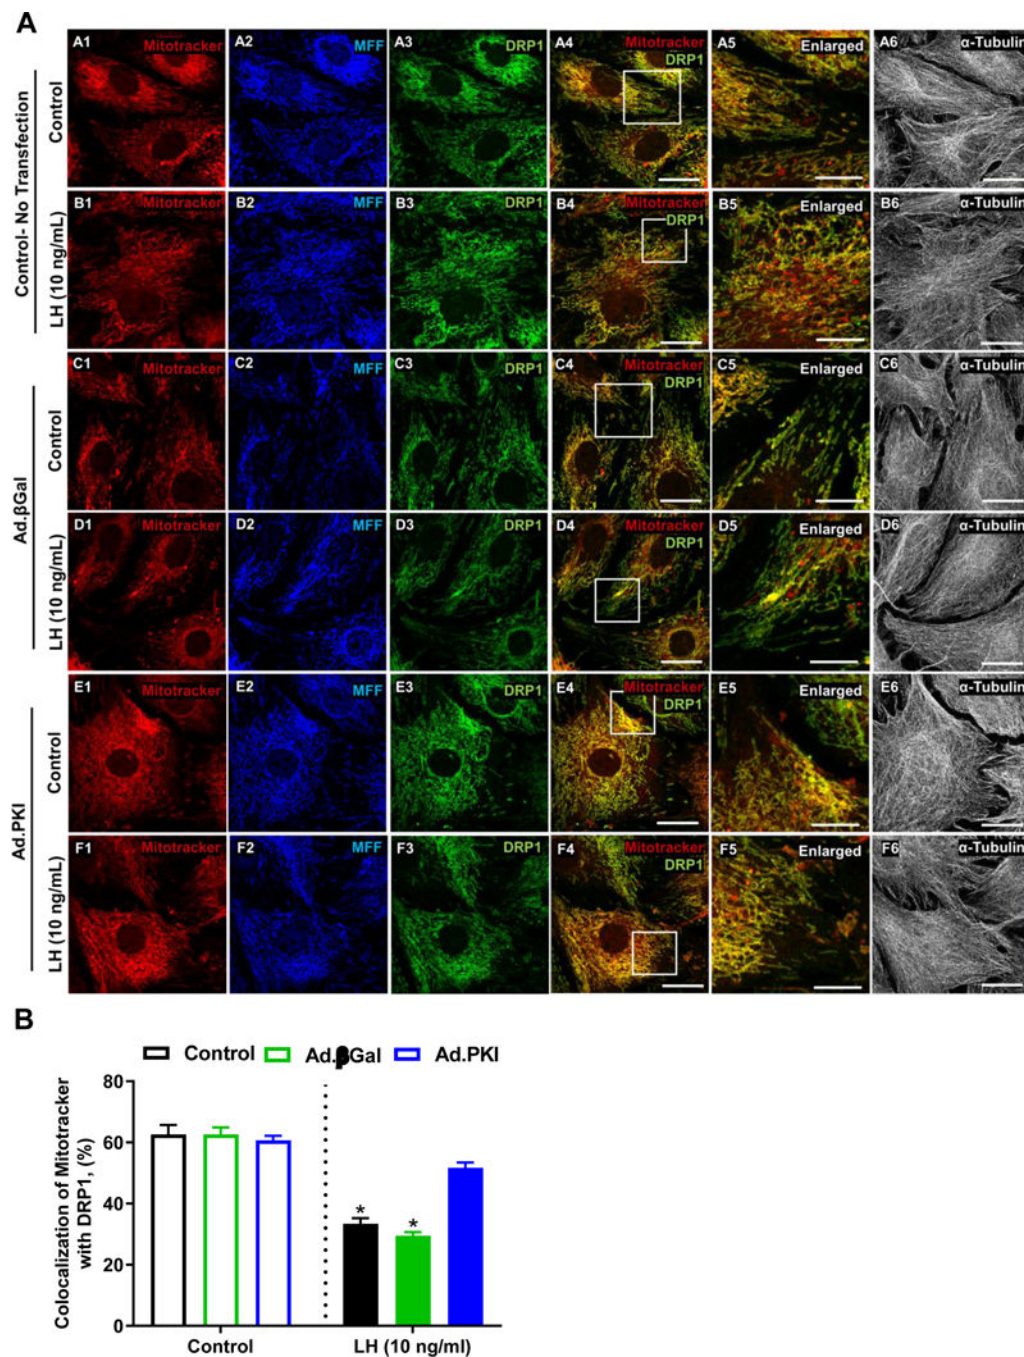 A
A1 Mitotracker A2 MFF A3 DRP1 A4 Mitotracker A5 Enlarged A6 α-Tubulin
DRP1
Control
B1 Mitotracker B2 MFF B3 DRP1 B4 Mitotracker B5 Enlarged B6 α-Tubulin
DRP1
LH (10 ng/mL)
Control- No Transfection
C1 Mitotracker C2 MFF C3 DRP1 C4 Mitotracker C5 Enlarged C6 α-Tubulin
DRP1
Control
D1 Mitotracker D2 MFF D3 DRP1 D4 Mitotracker D5 Enlarged D6 α-Tubulin
DRP1
LH (10 ng/mL)
Ad.βGal
E1 Mitotracker E2 MFF E3 DRP1 E4 Mitotracker E5 Enlarged E6 α-Tubulin
DRP1
Control
F1 Mitotracker F2 MFF F3 DRP1 F4 Mitotracker F5 Enlarged F6 α-Tubulin
DRP1
LH (10 ng/mL)
Ad.PKI
B
Control Ad.βGal Ad.PKI
Colocalization of Mitotracker
with DRP1, (%)
80
60
40
20
0
* *
Control LH (10 ng/ml)